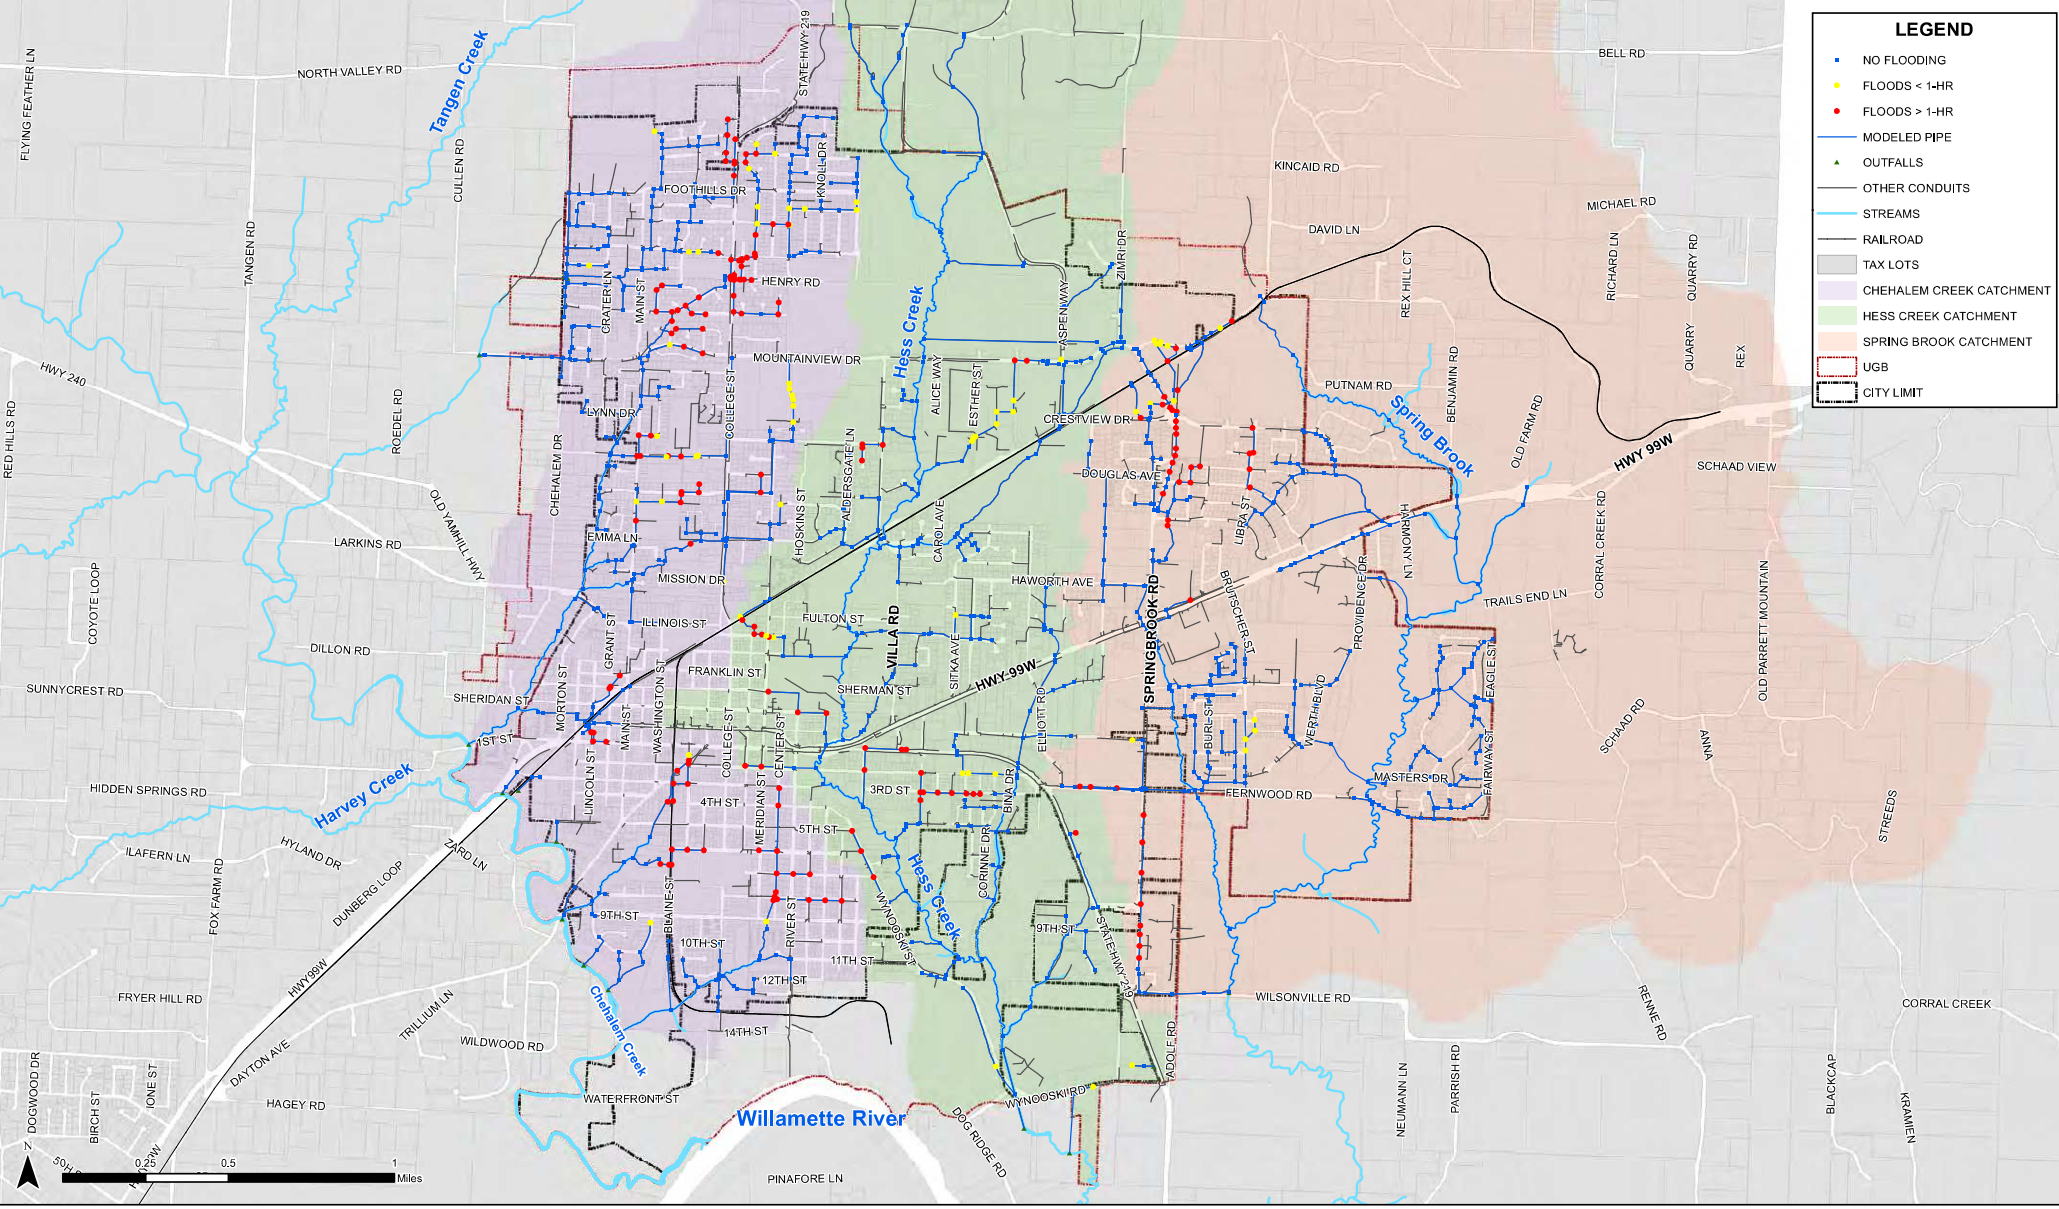 LEGEND
NO FLOODING
FLOODS < 1-HR
FLOODS > 1-HR
MODELED PIPE
OUTFALLS
OTHER CONDUITS
STREAMS
RAILROAD
TAX LOTS
CHEHALEM CREEK CATCHMENT
HESS CREEK CATCHMENT
SPRING BROOK CATCHMENT
UGB
CITY LIMIT
FLYING FEATHER LN
NORTH VALLEY RD
Tangen Creek
STATE HWY 219
BELL RD
CULLEN RD
TANGEN RD
FOOTHILLS DR
KNOLL DR
KINCAID RD
MICHAEL RD
DAVID LN
ZIMRI DR
REX HILL CT
RICHARD LN
QUARRY RD
QUARRY
REX
CRATER LN
MAIN ST
HENRY RD
Hess Creek
ASPEN WAY
MOUNTAINVIEW DR
HWY 240
RED HILLS RD
ROEDEL RD
LYNN DR
COLLEGE ST
ALICE WAY
ESTHER ST
CRESTVIEW DR
PUTNAM RD
BENJAMIN RD
Spring Brook
OLD FARM RD
HWY 99W
SCHAAD VIEW
CHEHALEM DR
OLD YAMHILL HWY
ALDERSGATE LN
DOUGLAS AVE
LIBRA ST
HOSKINS ST
CAROL AVE
HARMONY LN
CORRAL CREEK RD
LARKINS RD
EMMA LN
MISSION DR
HAWORTH AVE
SPRINGBROOK RD
BRUTSCHER ST
PROVIDENCE DR
TRAILS END LN
OLD PARRETT MOUNTAIN
COYOTE LOOP
ILLINOIS ST
FULTON ST
VILLA RD
SITKA AVE
GRANT ST
DILLON RD
FRANKLIN ST
SHERMAN ST
HWY 99W
SUNNYCREST RD
SHERIDAN ST
MORTON ST
WASHINGTON ST
MAIN ST
COLLEGE ST
CENTER ST
ELLIOTT RD
BURL ST
WERTH BLVD
EAGLE ST
SCHAAD RD
ANNA
1ST ST
LINCOLN ST
HIDDEN SPRINGS RD
Harvey Creek
4TH ST
MERIDIAN ST
3RD ST
BINA DR
FERNWOOD RD
MASTERS DR
FAIRWAY ST
STREEDS
5TH ST
ILAFERN LN
HYLAND DR
ZARD LN
FOX FARM RD
DUNBERG LOOP
CORINNE DR
Hess Creek
WYNOOSKI ST
9TH ST
BLAINE ST
RIVER ST
10TH ST
11TH ST
12TH ST
9TH ST
STATE HWY 219
HWY 99W
FRYER HILL RD
Chehalem Creek
TRILLIUM LN
14TH ST
WILSONVILLE RD
RENNE RD
CORRAL CREEK
DAYTON AVE
WILDWOOD RD
ADOLF RD
DOGWOOD DR
BIRCH ST
IONE ST
HAGEY RD
WATERFRONT ST
Willamette River
WYNOOSKI RD
DOG RIDGE RD
NEUMANN LN
PARRISH RD
BLACKCAP
KRAMIEN
PINAFORE LN
N
0.25
0.5
1
Miles